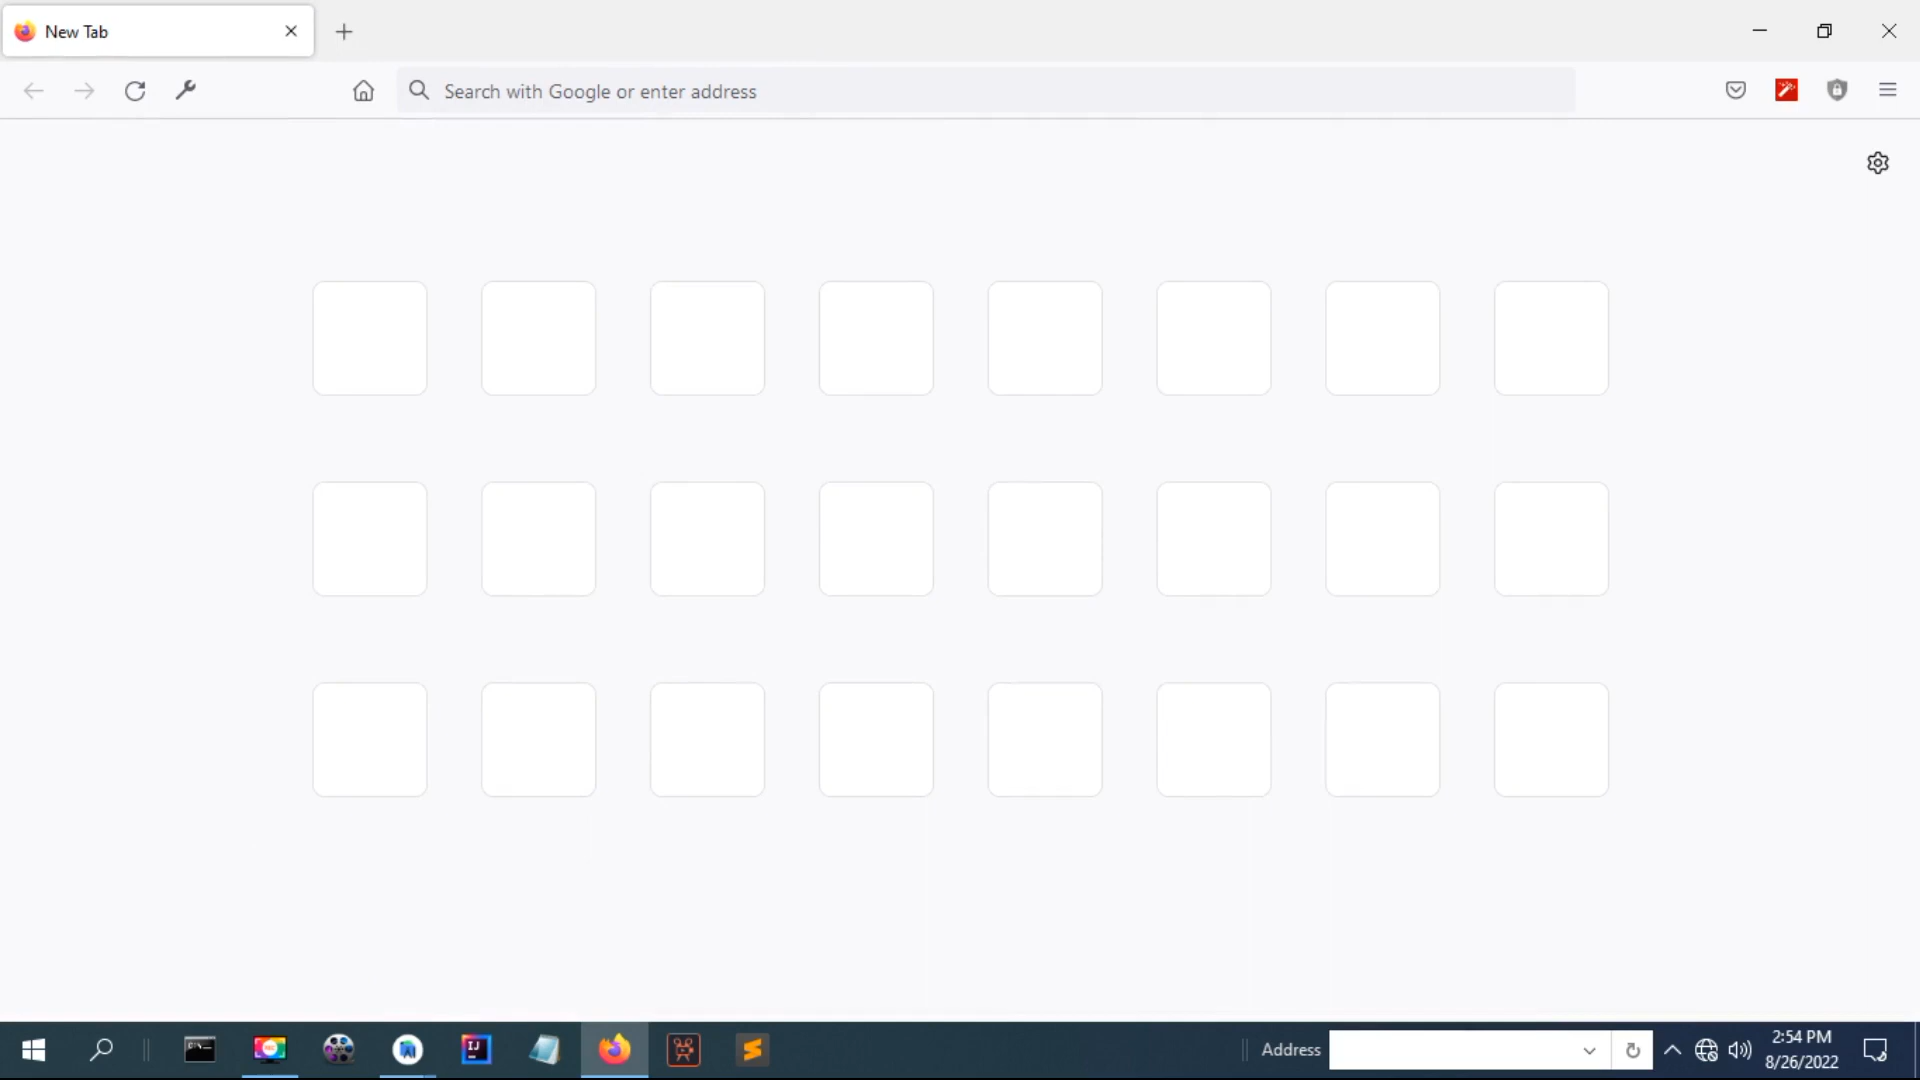 New Tab
Search with Google or enter address
Address
2:54 PM
8/26/2022